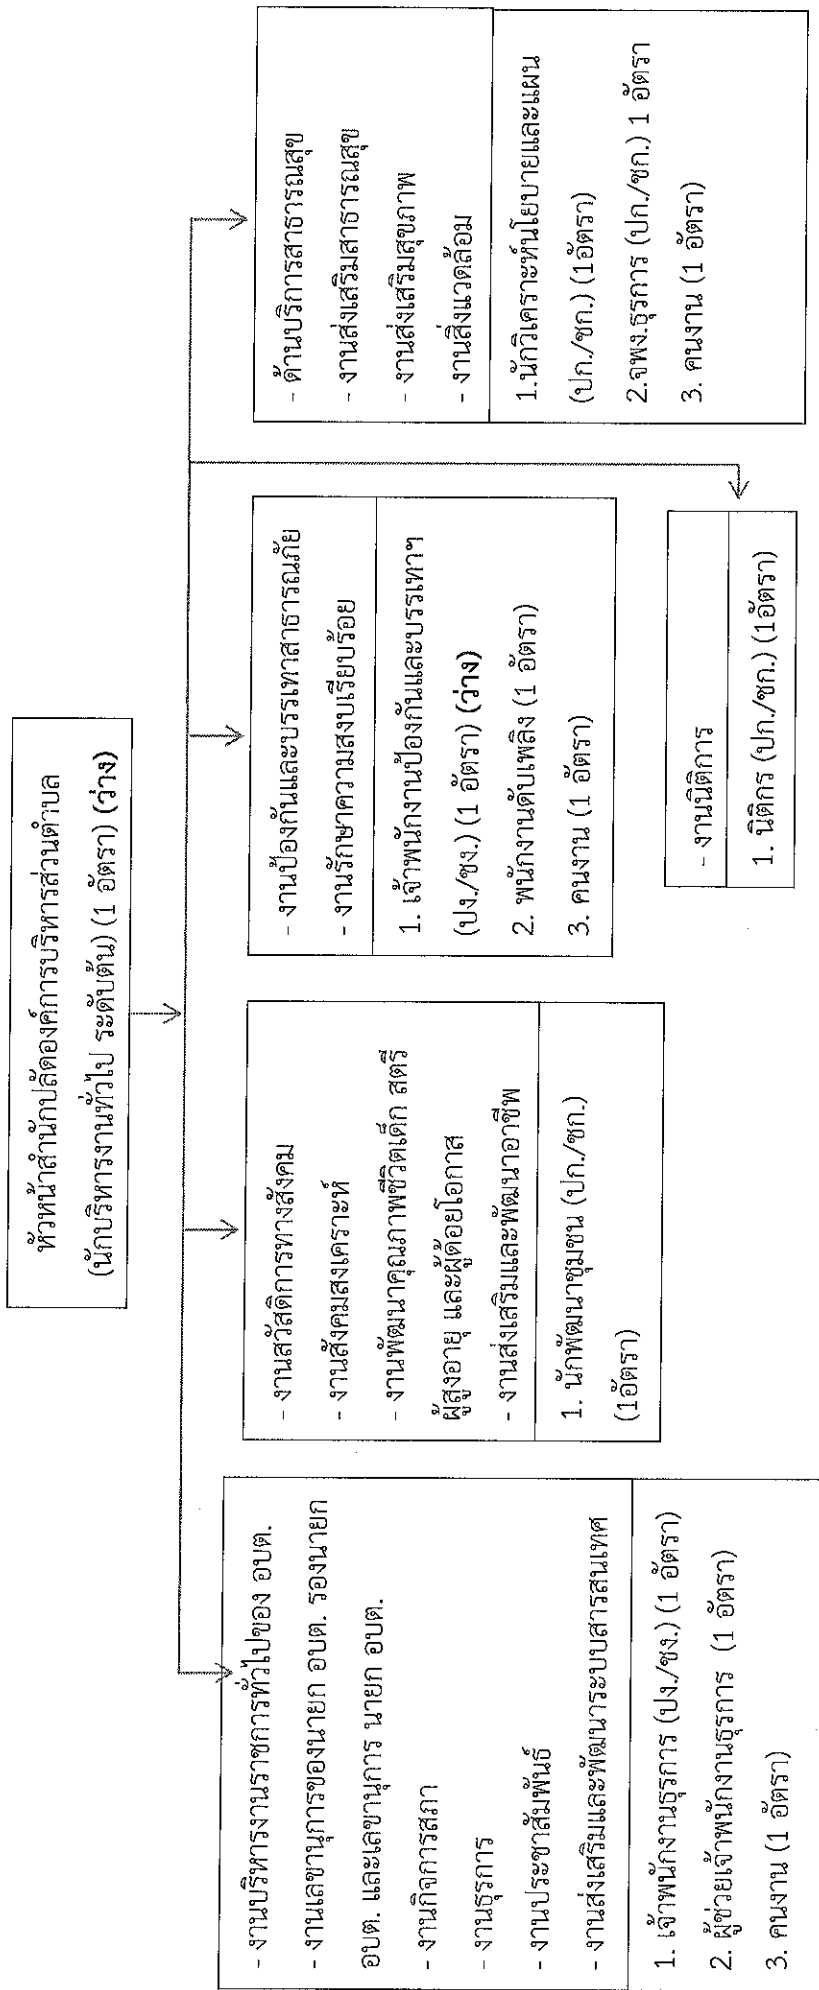 หัวหน้าสำนักปลัดองค์การบริหารส่วนตำบล
(นักบริหารงานทั่วไป ระดับต้น) (1 อัตรา) (ว่าง)
- งานบริหารงานราชการทั่วไปของ อบต.
- งานเลขานุการของนายก อบต. รองนายก
อบต. และเลขานุการ นายก อบต.
- งานกิจการสภา
- งานธุรการ
- งานประชาสัมพันธ์
- งานส่งเสริมและพัฒนาระบบสารสนเทศ
1. เจ้าพนักงานธุรการ (ปง./ชง.) (1 อัตรา)
2. ผู้ช่วยเจ้าพนักงานธุรการ (1 อัตรา)
3. คนงาน (1 อัตรา)
- งานสวัสดิการทางสังคม
- งานสังคมสงเคราะห์
- งานพัฒนาคุณภาพชีวิตเด็ก สตรี
ผู้สูงอายุ และผู้ด้อยโอกาส
- งานส่งเสริมและพัฒนาอาชีพ
1. นักพัฒนาชุมชน (ปก./ชก.)
(1อัตรา)
- งานป้องกันและบรรเทาสาธารณภัย
- งานรักษาความสงบเรียบร้อย
1. เจ้าพนักงานป้องกันและบรรเทาฯ
(ปง./ชง.) (1 อัตรา) (ว่าง)
2. พนักงานดับเพลิง (1 อัตรา)
3. คนงาน (1 อัตรา)
- งานนิติการ
1. นิติกร (ปก./ชก.) (1อัตรา)
- ด้านบริการสาธารณสุข
- งานส่งเสริมสาธารณสุข
- งานส่งเสริมสุขภาพ
- งานสิ่งแวดล้อม
1.นักวิเคราะห์นโยบายและแผน
(ปก./ชก.) (1อัตรา)
2.จพง.ธุรการ (ปก./ชก.) 1 อัตรา
3. คนงาน (1 อัตรา)